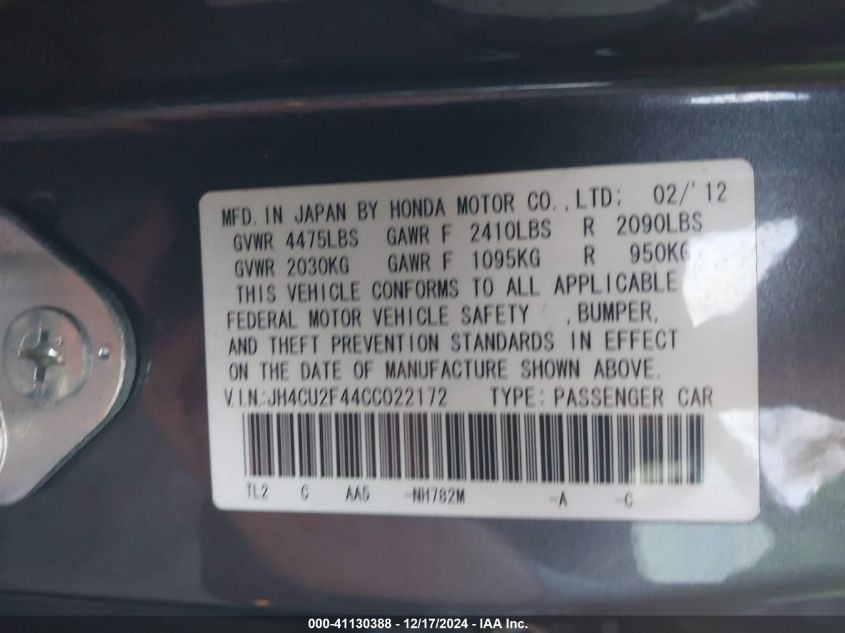 MFD. IN JAPAN BY HONDA MOTOR CO., LTD: 02/'12
GVWR 4475LBS GAWR F 2410LBS R 2090LBS
GVWR 2030KG GAWR F 1095KG R 950KG
THIS VEHICLE CONFORMS TO ALL APPLICABLE
FEDERAL MOTOR VEHICLE SAFETY , BUMPER,
AND THEFT PREVENTION STANDARDS IN EFFECT
ON THE DATE OF MANUFACTURE SHOWN ABOVE.
V.I.N.:JH4CU2F44CC022172 TYPE: PASSENGER CAR
TL2 C AA5 -NH782M -A -C
000-41130388 - 12/17/2024 - IAA Inc.